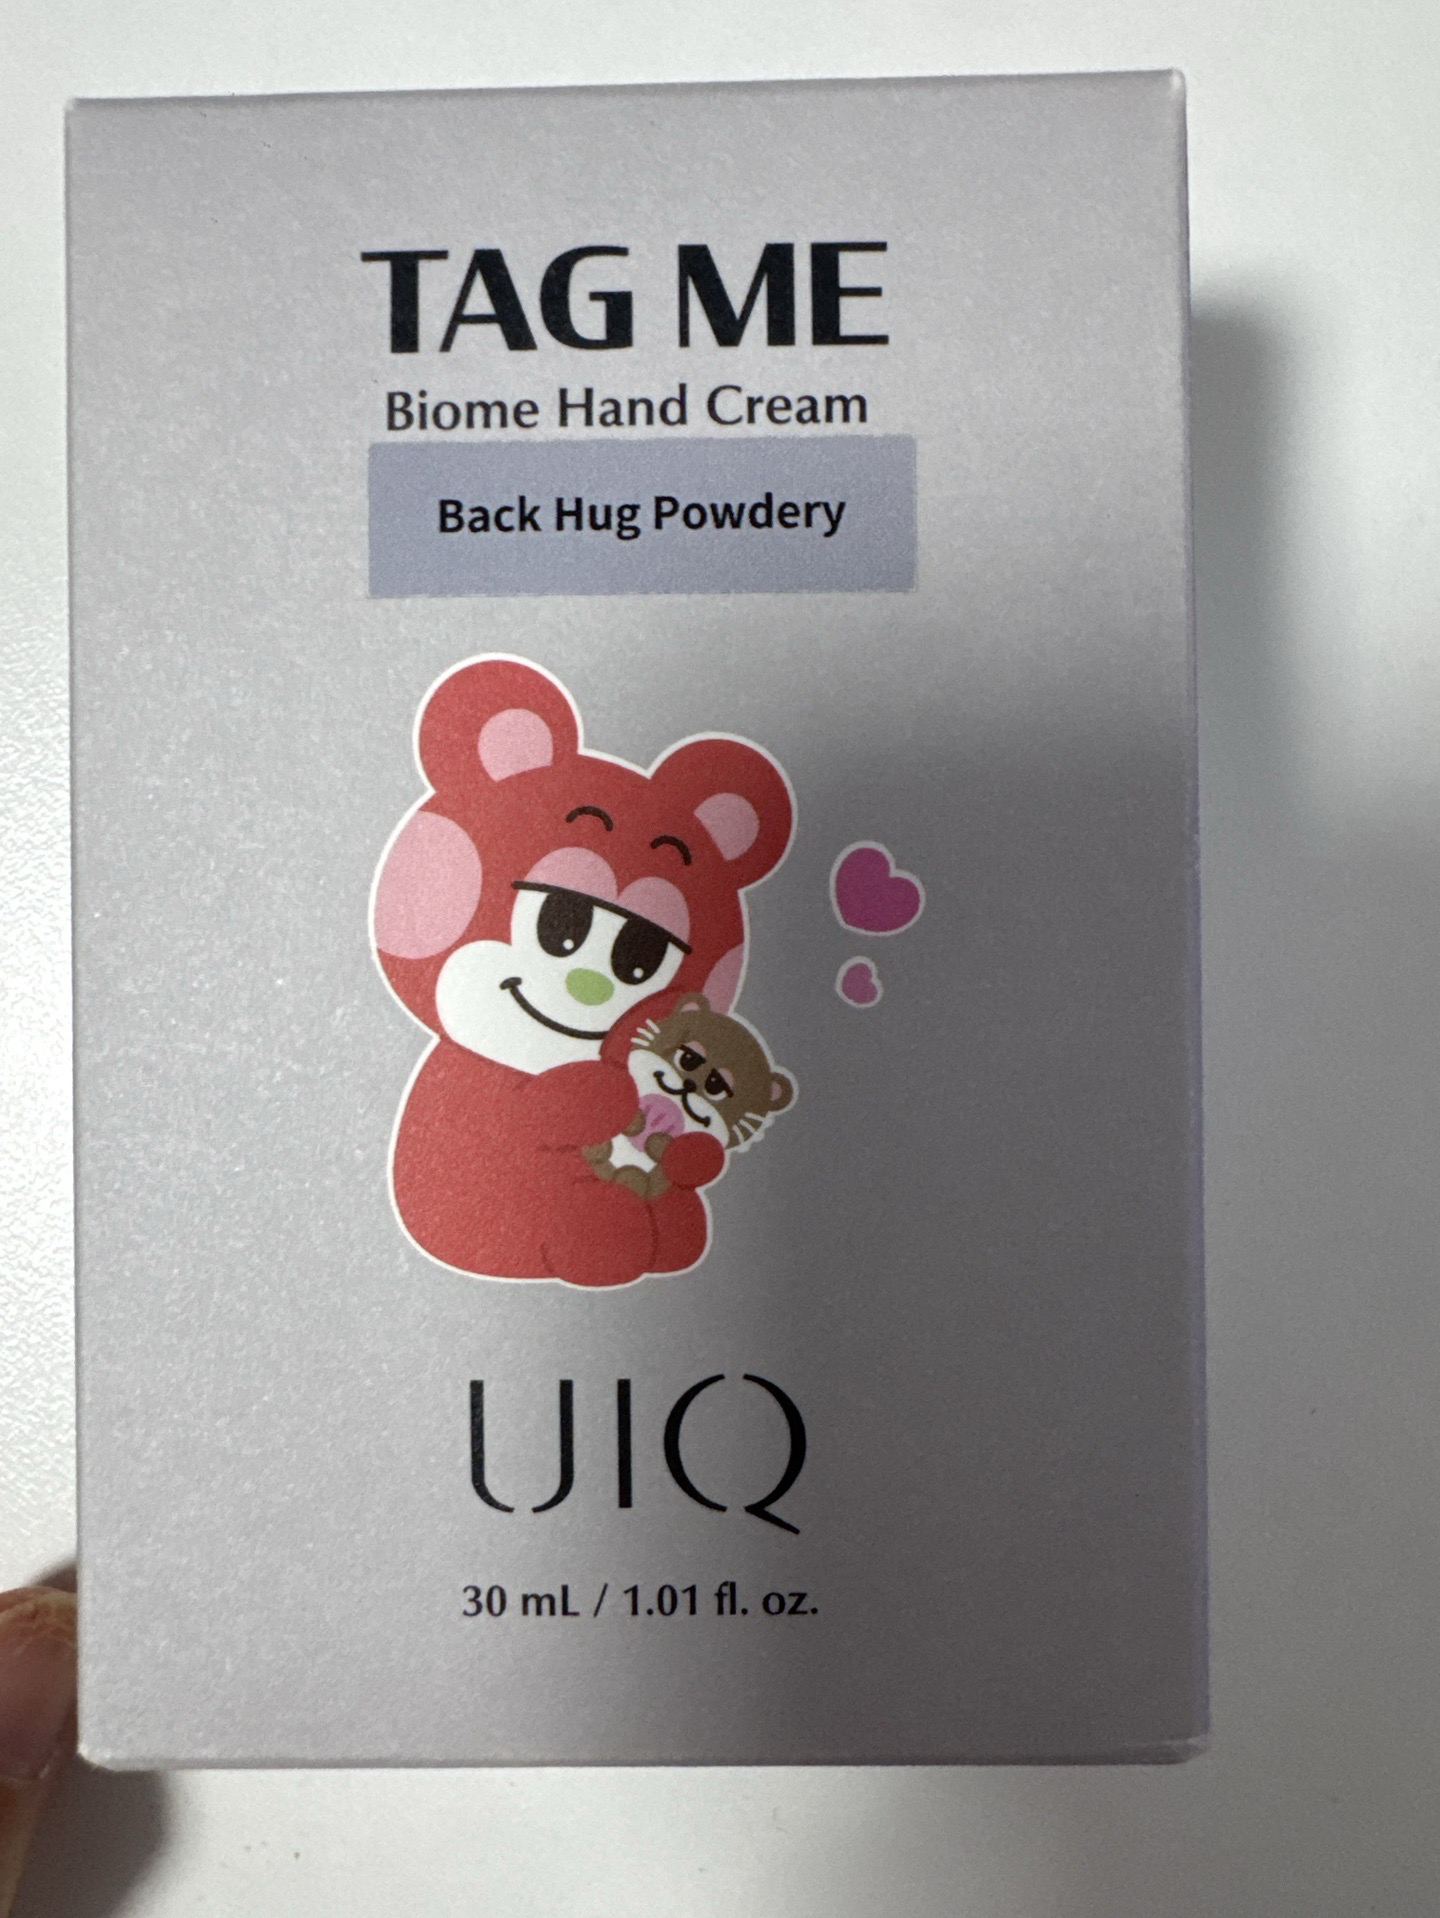 TAG ME
Biome Hand Cream
Back Hug Powdery
UIQ
30 mL / 1.01 fl. oz.